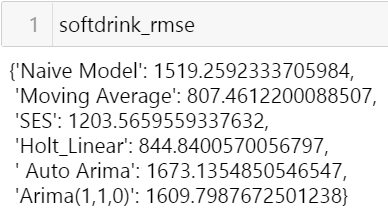 1 softdrink_rmse
{'Naive Model': 1519.2592333705984,
'Moving Average': 807.4612200088507,
'SES': 1203.5659559337632,
'Holt_Linear': 844.8400570056797,
' Auto Arima': 1673.1354850546547,
'Arima(1,1,0)': 1609.7987672501238}